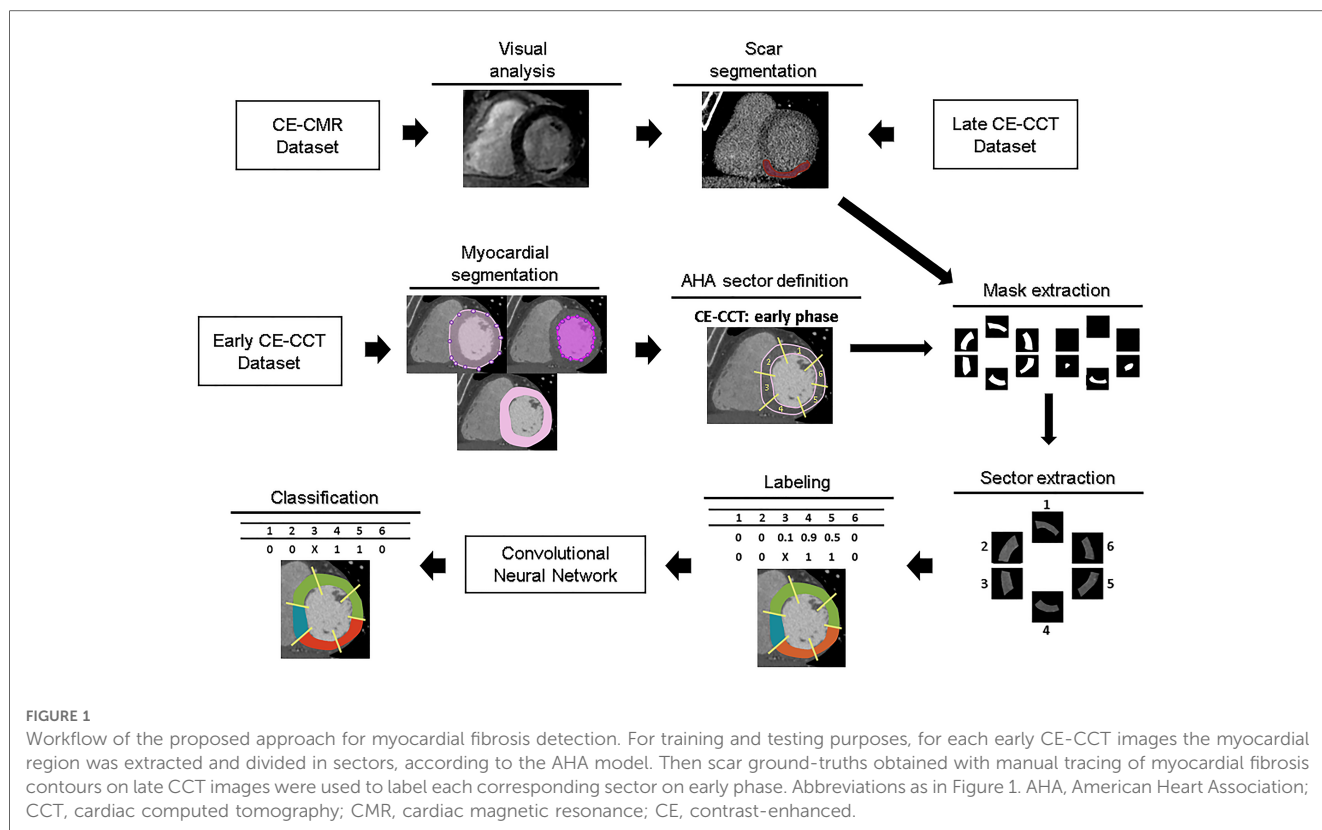 Visual
analysis
Scar
segmentation
CE-CMR
Dataset
Late CE-CCT
Dataset
Myocardial
segmentation
AHA sector definition
CE-CCT: early phase
1
2
3
4
5
6
Mask extraction
Early CE-CCT
Dataset
Classification
1 2 3 4 5 6
0 0 X 1 1 0
Convolutional
Neural Network
Labeling
1 2 3 4 5 6
0 0 0.1 0.9 0.5 0
0 0 X 1 1 0
Sector extraction
1
2
6
3
5
4
FIGURE 1
Workflow of the proposed approach for myocardial fibrosis detection. For training and testing purposes, for each early CE-CCT images the myocardial
region was extracted and divided in sectors, according to the AHA model. Then scar ground-truths obtained with manual tracing of myocardial fibrosis
contours on late CCT images were used to label each corresponding sector on early phase. Abbreviations as in Figure 1. AHA, American Heart Association;
CCT, cardiac computed tomography; CMR, cardiac magnetic resonance; CE, contrast-enhanced.